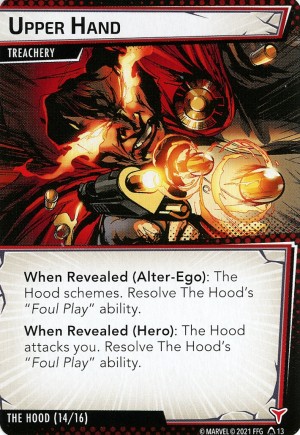 UPPER HAND
TREACHERY
When Revealed (Alter-Ego): The
Hood schemes. Resolve The Hood's
"Foul Play" ability.
When Revealed (Hero): The Hood
attacks you. Resolve The Hood's
"Foul Play" ability.
THE HOOD (14/16)
© MARVEL © 2021 FFG 13